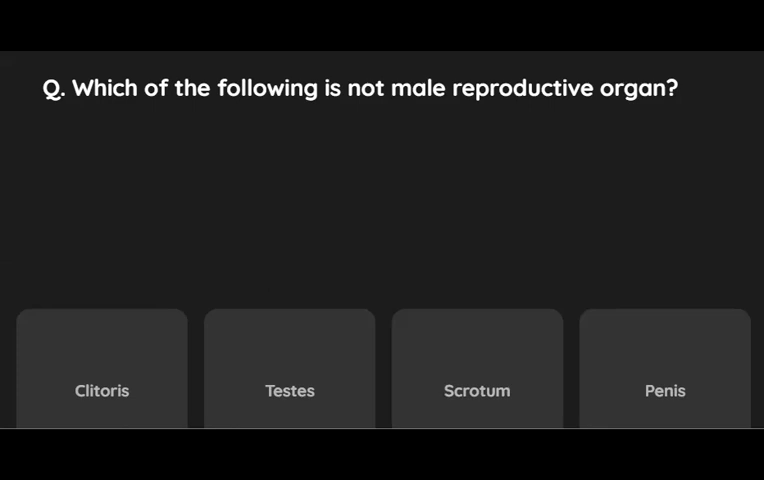 Q. Which of the following is not male reproductive organ?
Clitoris
Testes
Scrotum
Penis